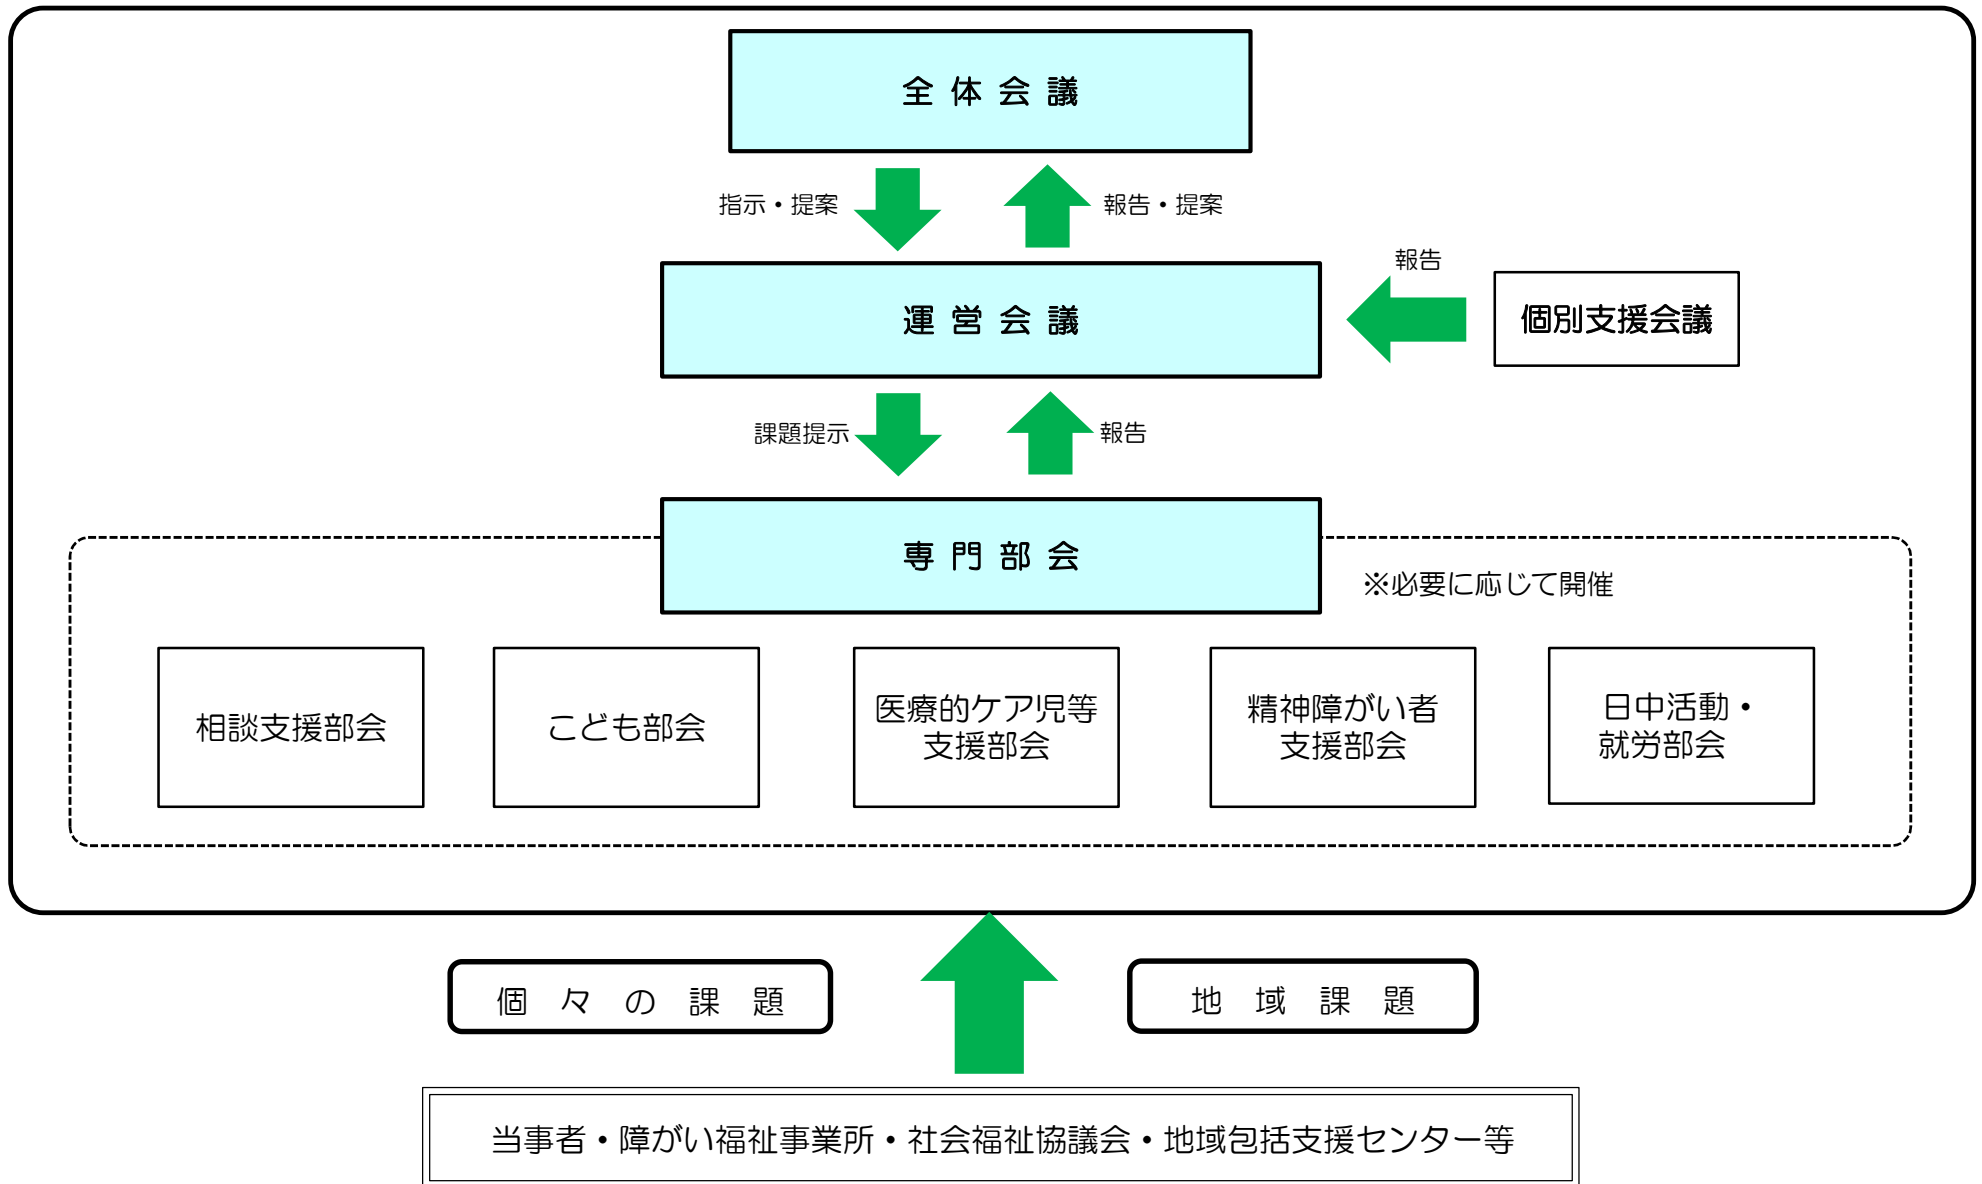 全体会議
指示・提案
報告・提案
報告
運営会議
個別支援会議
課題提示
報告
専門部会
※必要に応じて開催
相談支援部会
こども部会
医療的ケア児等
支援部会
精神障がい者
支援部会
日中活動・
就労部会
個々の課題
地域課題
当事者・障がい福祉事業所・社会福祉協議会・地域包括支援センター等